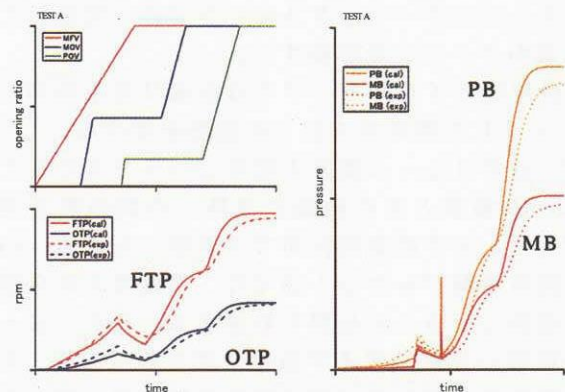 TEST A
MFV
MOV
POV
opening ratio
FTP(cal)
OTP(cal)
FTP(exp)
OTP(exp)
FTP
OTP
rpm
time
TEST A
PB (cal)
MB (cal)
PB (exp)
MB (exp)
PB
MB
pressure
time